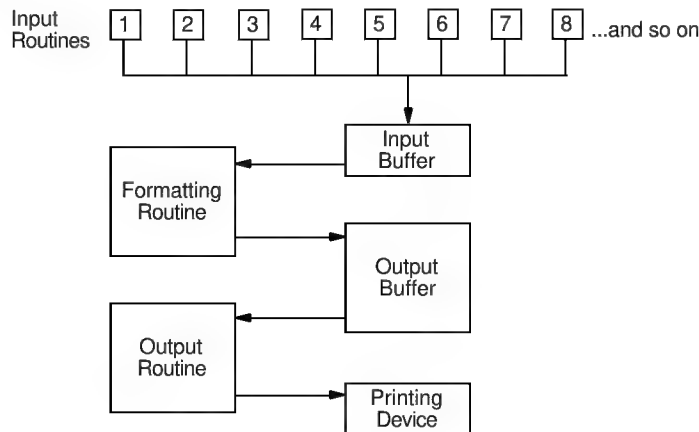 Input
Routines
1 2 3 4 5 6 7 8 ...and so on
Input
Buffer
Formatting
Routine
Output
Buffer
Output
Routine
Printing
Device